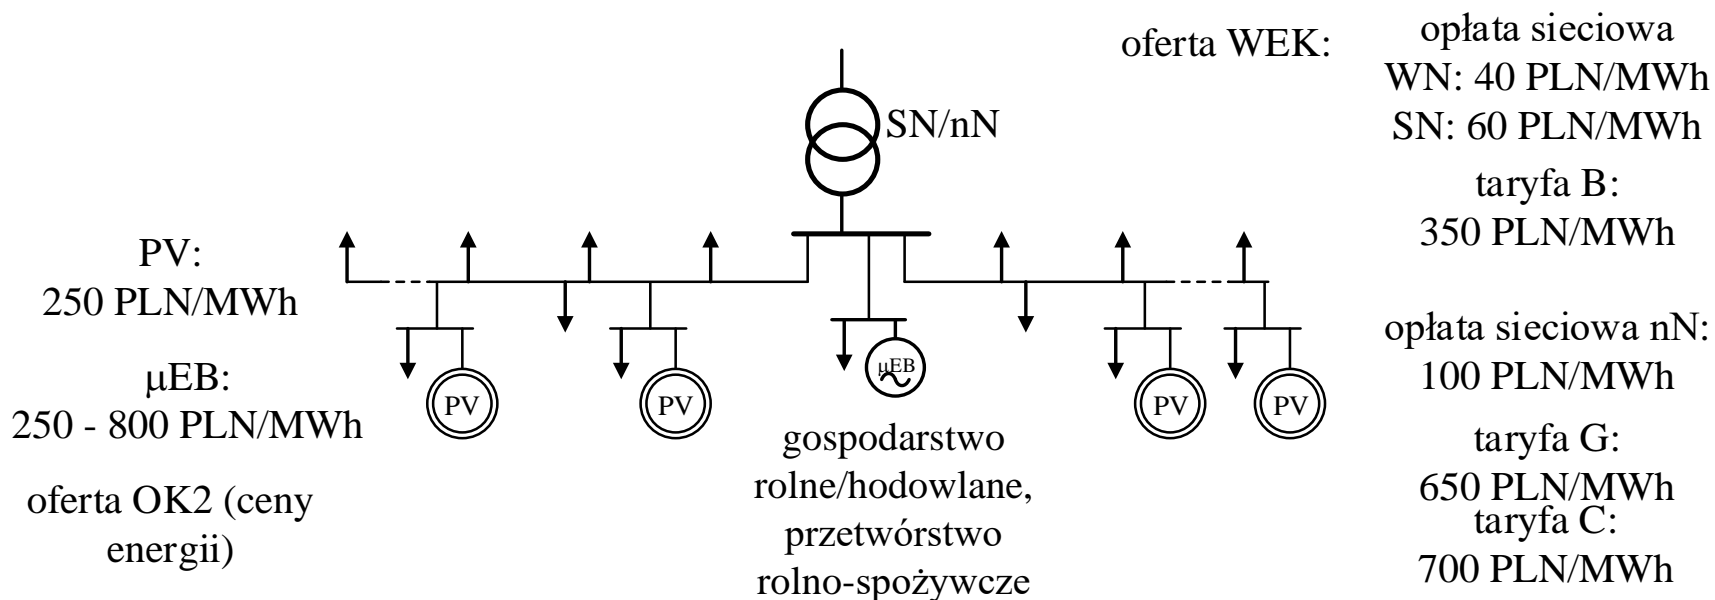 oferta WEK:
opłata sieciowa
WN: 40 PLN/MWh
SN: 60 PLN/MWh
taryfa B:
350 PLN/MWh
SN/nN
PV:
250 PLN/MWh
μEB:
250 - 800 PLN/MWh
oferta OK2 (ceny
energii)
PV
PV
μEB
PV
PV
gospodarstwo
rolne/hodowlane,
przetwórstwo
rolno-spożywcze
opłata sieciowa nN:
100 PLN/MWh
taryfa G:
650 PLN/MWh
taryfa C:
700 PLN/MWh